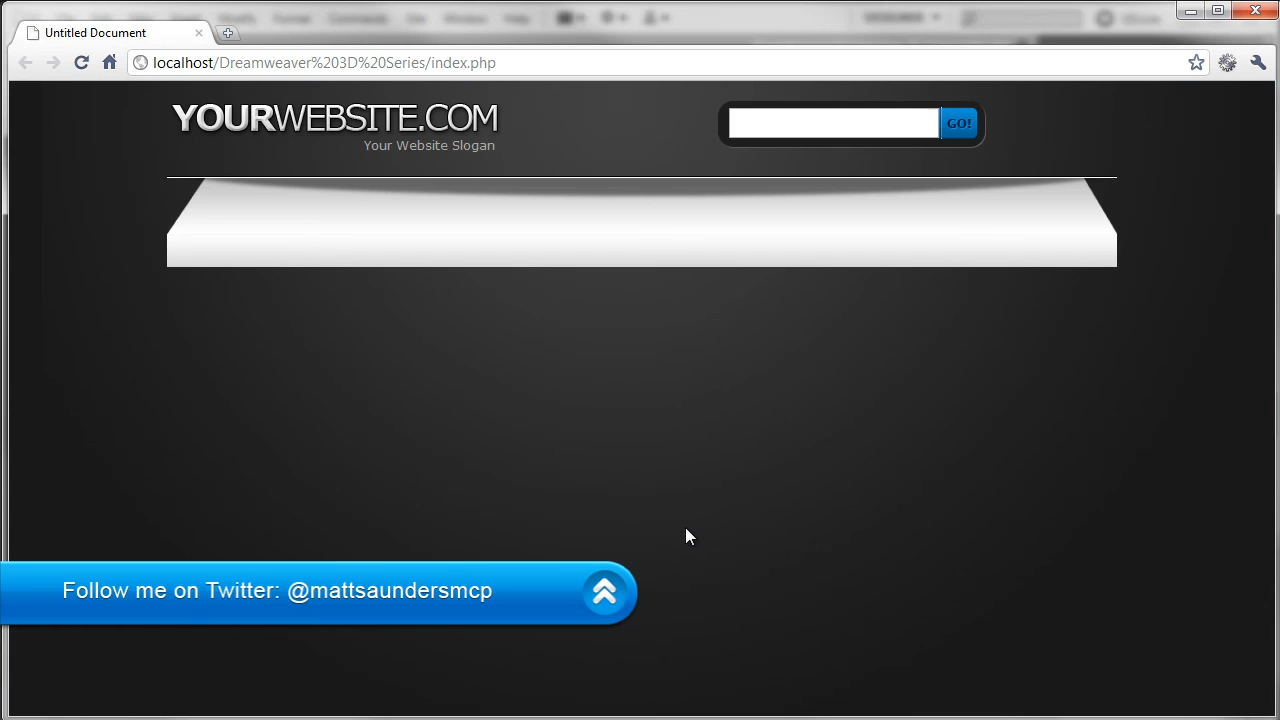 Untitled Document
localhost/Dreamweaver%203D%20Series/index.php
YOURWEBSITE.COM
Your Website Slogan
GO!
Follow me on Twitter: @mattsaundersmcp